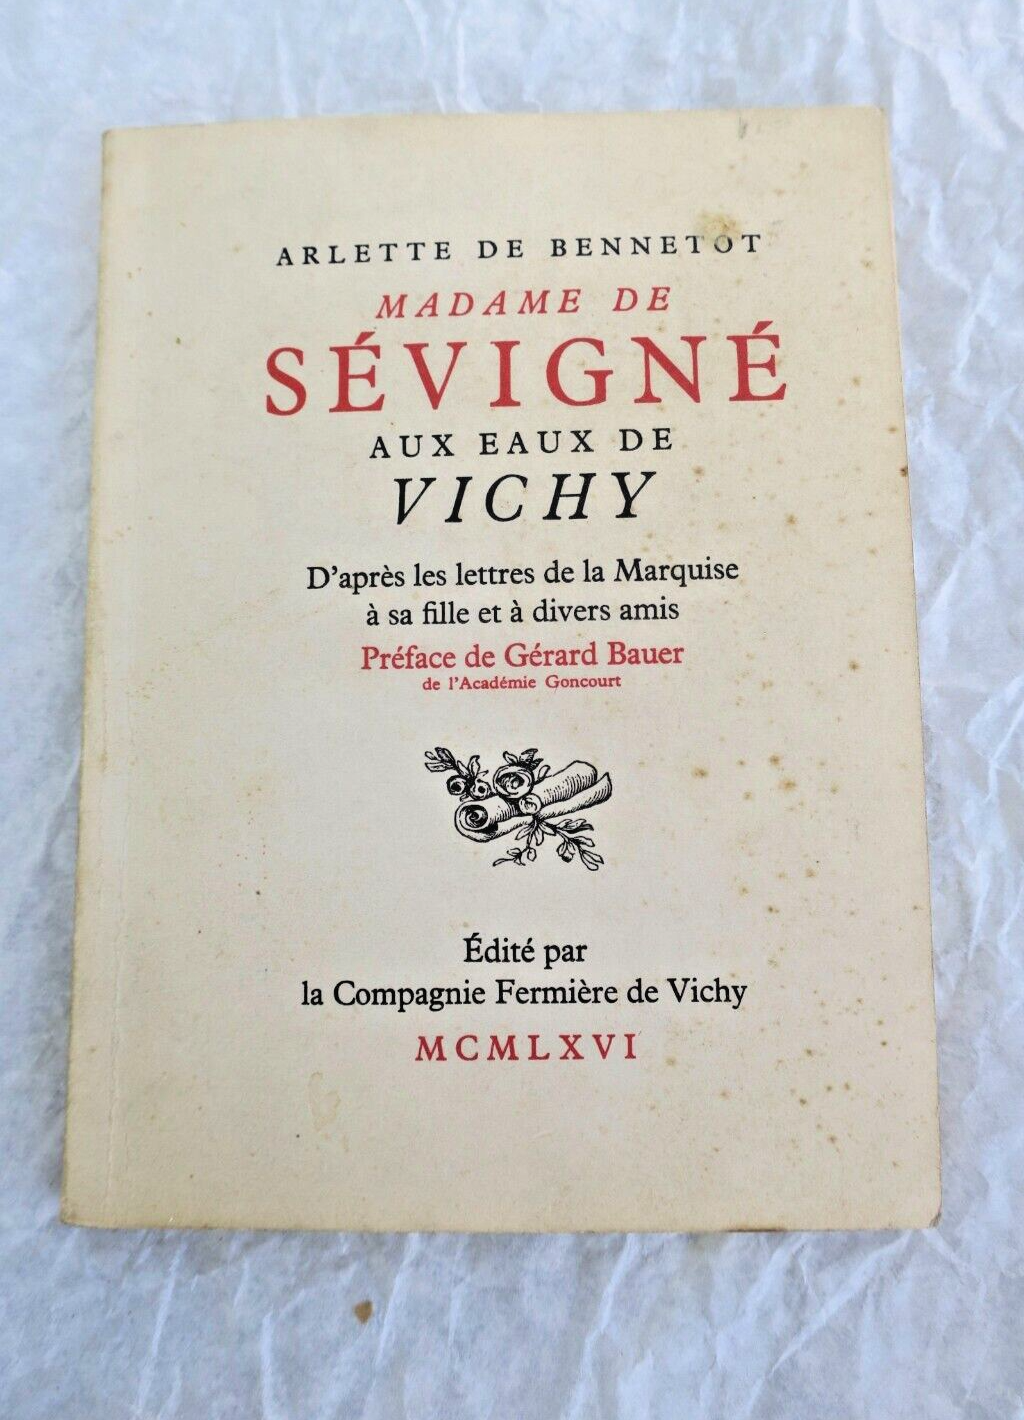 ARLETTE DE BENNETOT
MADAME DE
SÉVIGNÉ
AUX EAUX DE
VICHY
D'après les lettres de la Marquise
à sa fille et à divers amis
Préface de Gérard Bauer
de l'Académie Goncourt
Édité par
la Compagnie Fermière de Vichy
MCMLXVI